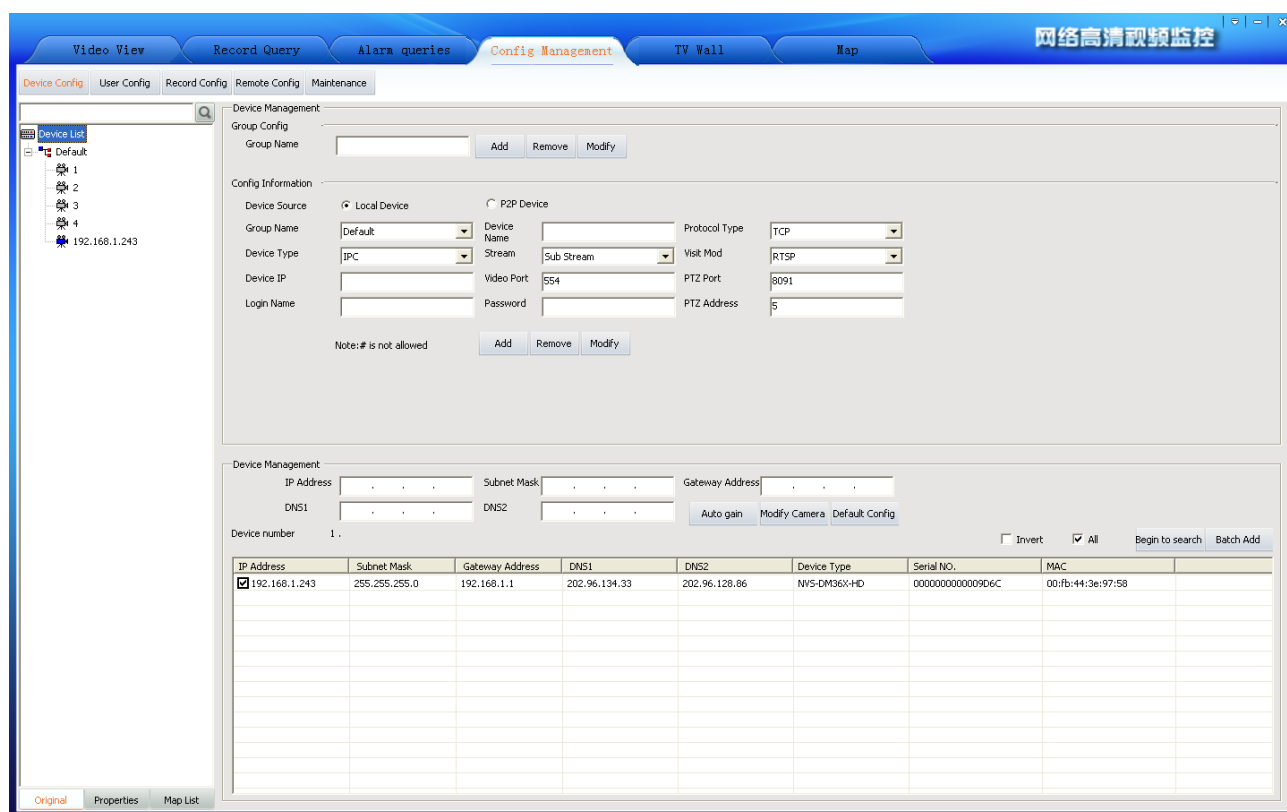 网络高清视频监控
Video View Record Query Alarm queries Config Management TV Wall Map
Device Config User Config Record Config Remote Config Maintenance
Device List
Default
1
2
3
4
192.168.1.243
Original Properties Map List
Device Management
Group Config
Group Name Add Remove Modify
Config Information
Device Source Local Device P2P Device
Group Name Default Device Name Protocol Type TCP
Device Type IPC Stream Sub Stream Visit Mod RTSP
Device IP Video Port 554 PTZ Port 8091
Login Name Password PTZ Address 5
Note:# is not allowed Add Remove Modify
Device Management
IP Address . . . Subnet Mask . . . Gateway Address . . .
DNS1 . . . DNS2 . . . Auto gain Modify Camera Default Config
Device number 1 . Invert All Begin to search Batch Add
IP Address Subnet Mask Gateway Address DNS1 DNS2 Device Type Serial NO. MAC
192.168.1.243 255.255.255.0 192.168.1.1 202.96.134.33 202.96.128.86 NVS-DM36X-HD 0000000000009D6C 00:fb:44:3e:97:58